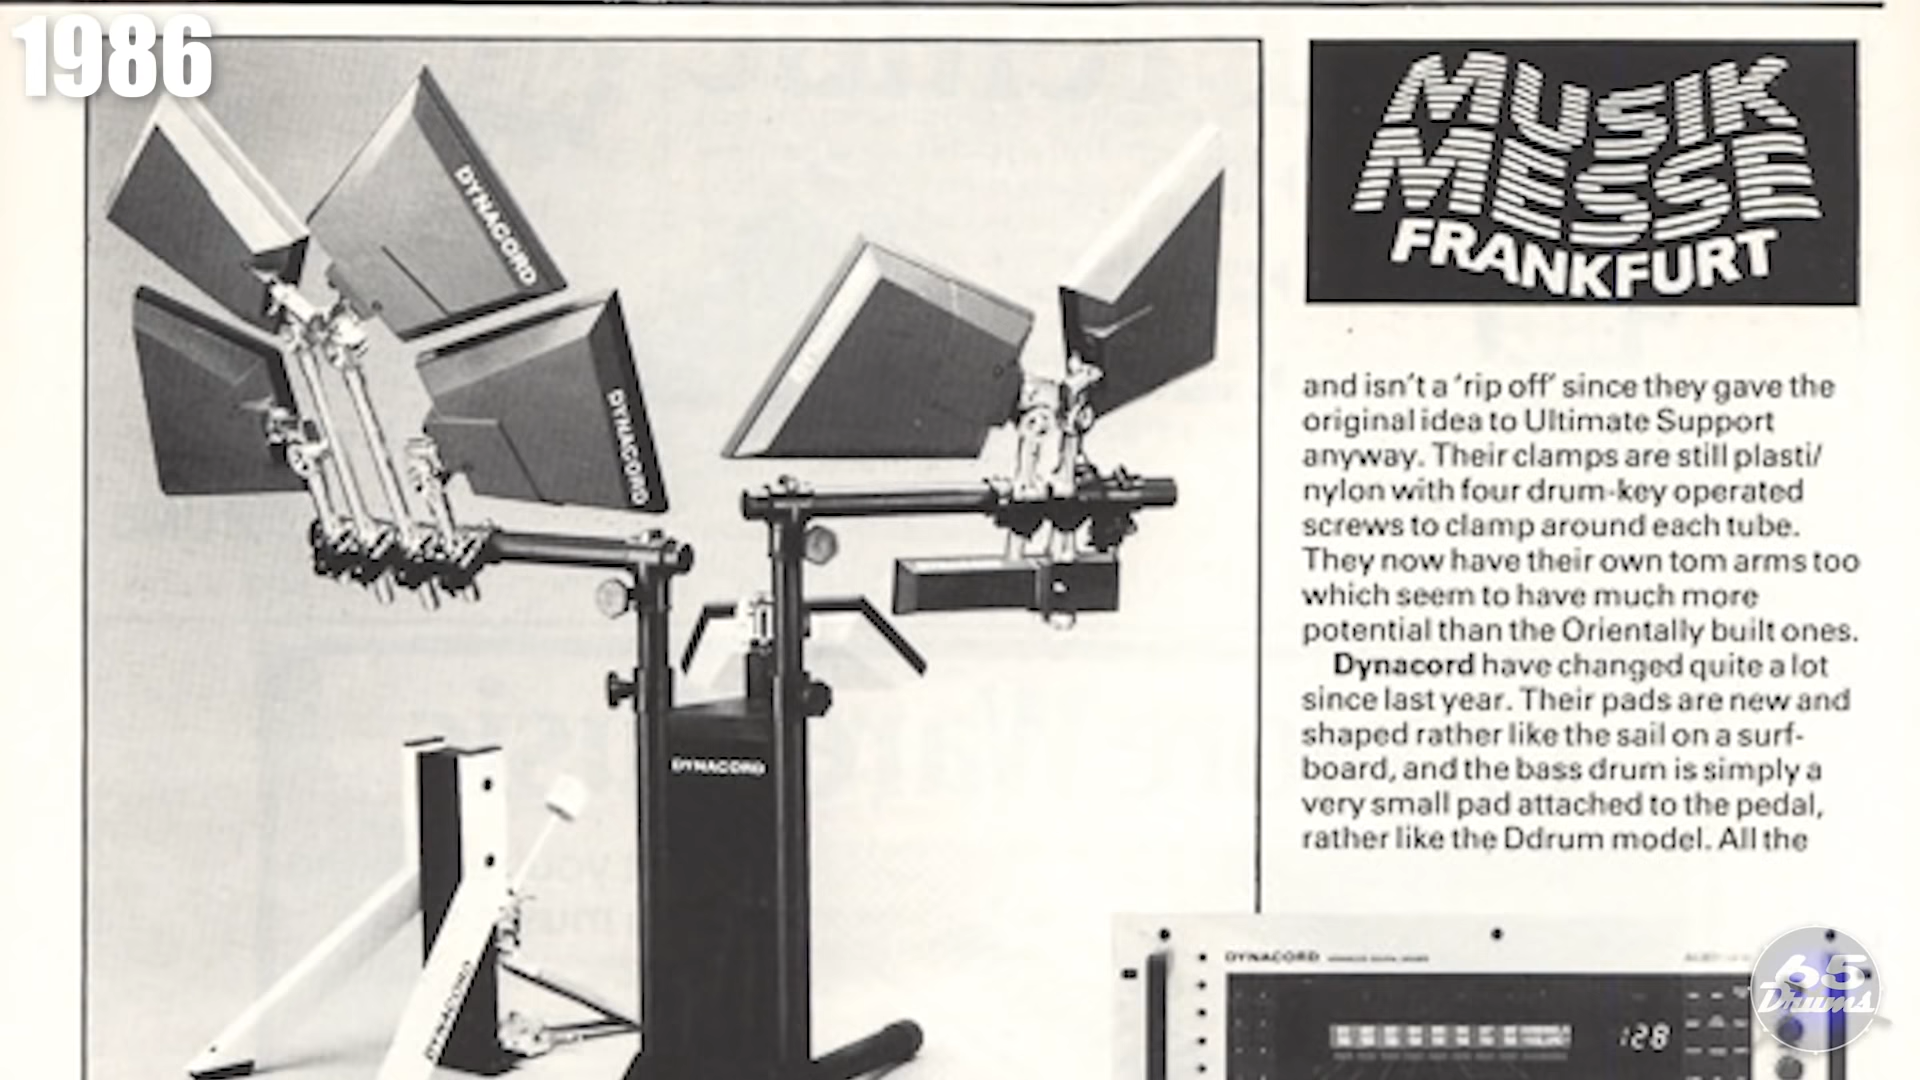 1986
DYNACORD
DYNACORD
DYNACORD
DYNACORD
MUSIK
MESSE
FRANKFURT
and isn't a 'rip off' since they gave the
original idea to Ultimate Support
anyway. Their clamps are still plasti/
nylon with four drum-key operated
screws to clamp around each tube.
They now have their own tom arms too
which seem to have much more
potential than the Orientally built ones.
Dynacord have changed quite a lot
since last year. Their pads are new and
shaped rather like the sail on a surf-
board, and the bass drum is simply a
very small pad attached to the pedal,
rather like the Ddrum model. All the
DYNACORD
128
65
Drums